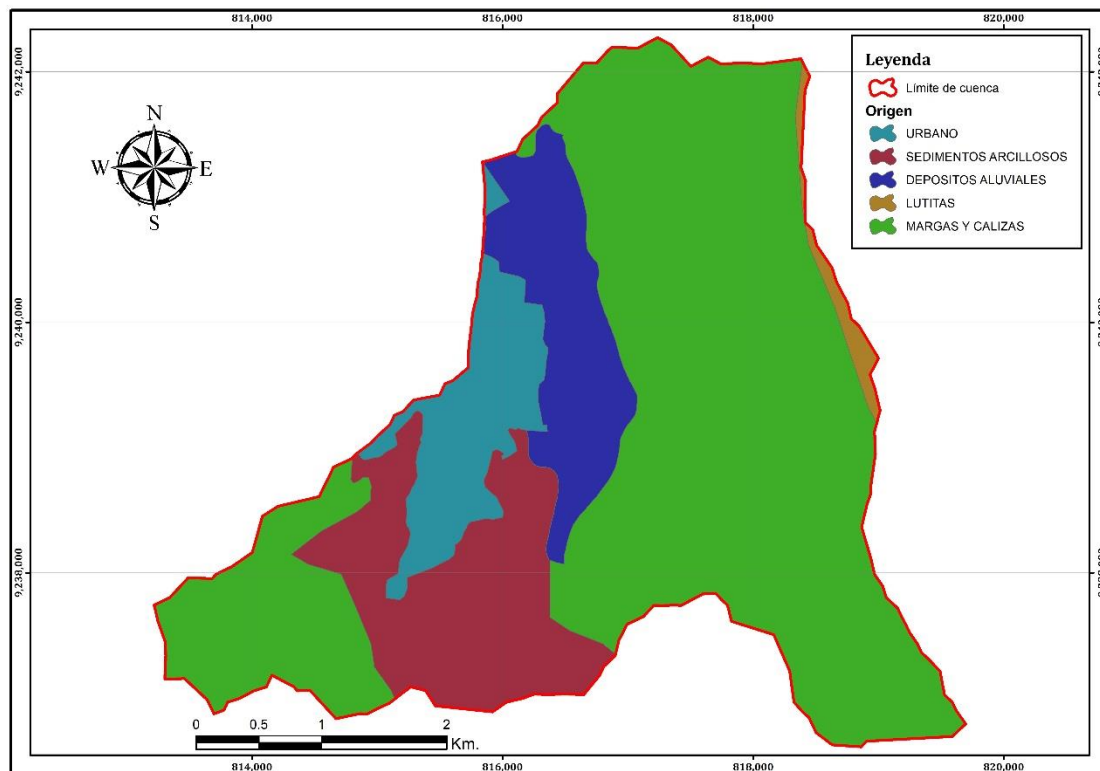 814,000 816,000 818,000 820,000
9,242,000
9,240,000
9,238,000
N
W E
S
Leyenda
Límite de cuenca
Origen
URBANO
SEDIMENTOS ARCILLOSOS
DEPOSITOS ALUVIALES
LUTITAS
MARGAS Y CALIZAS
0 0.5 1 2
Km.
814,000 816,000 818,000 820,000